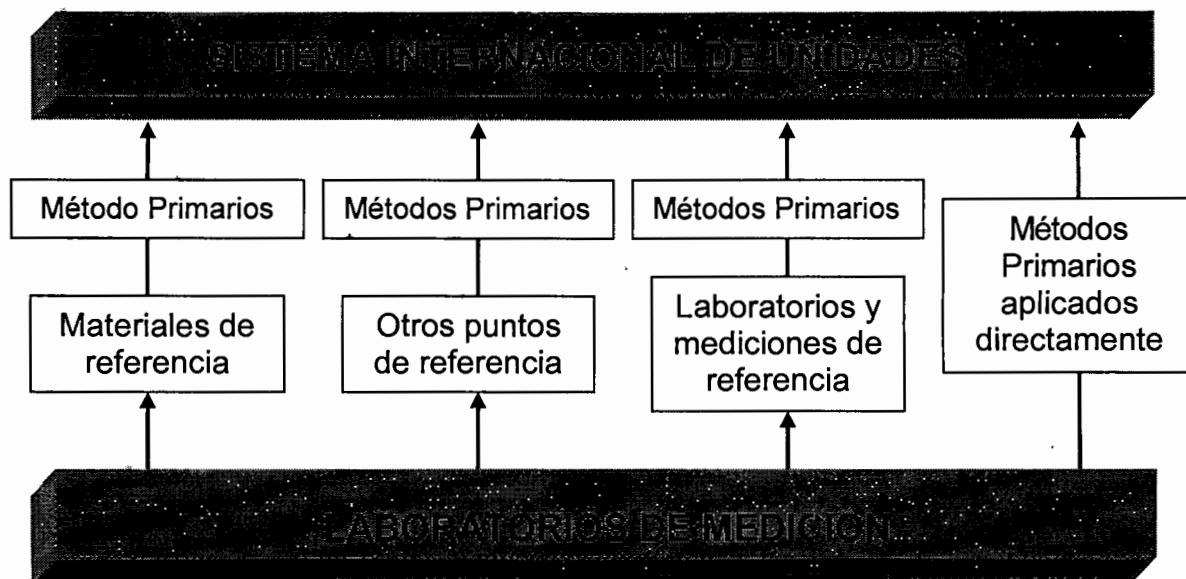 SISTEMA INTERNACIONAL DE UNIDADES
Método Primarios
Métodos Primarios
Métodos Primarios
Métodos
Primarios
aplicados
directamente
Materiales de
referencia
Otros puntos
de referencia
Laboratorios y
mediciones de
referencia
LABORATORIOS DE MEDICION